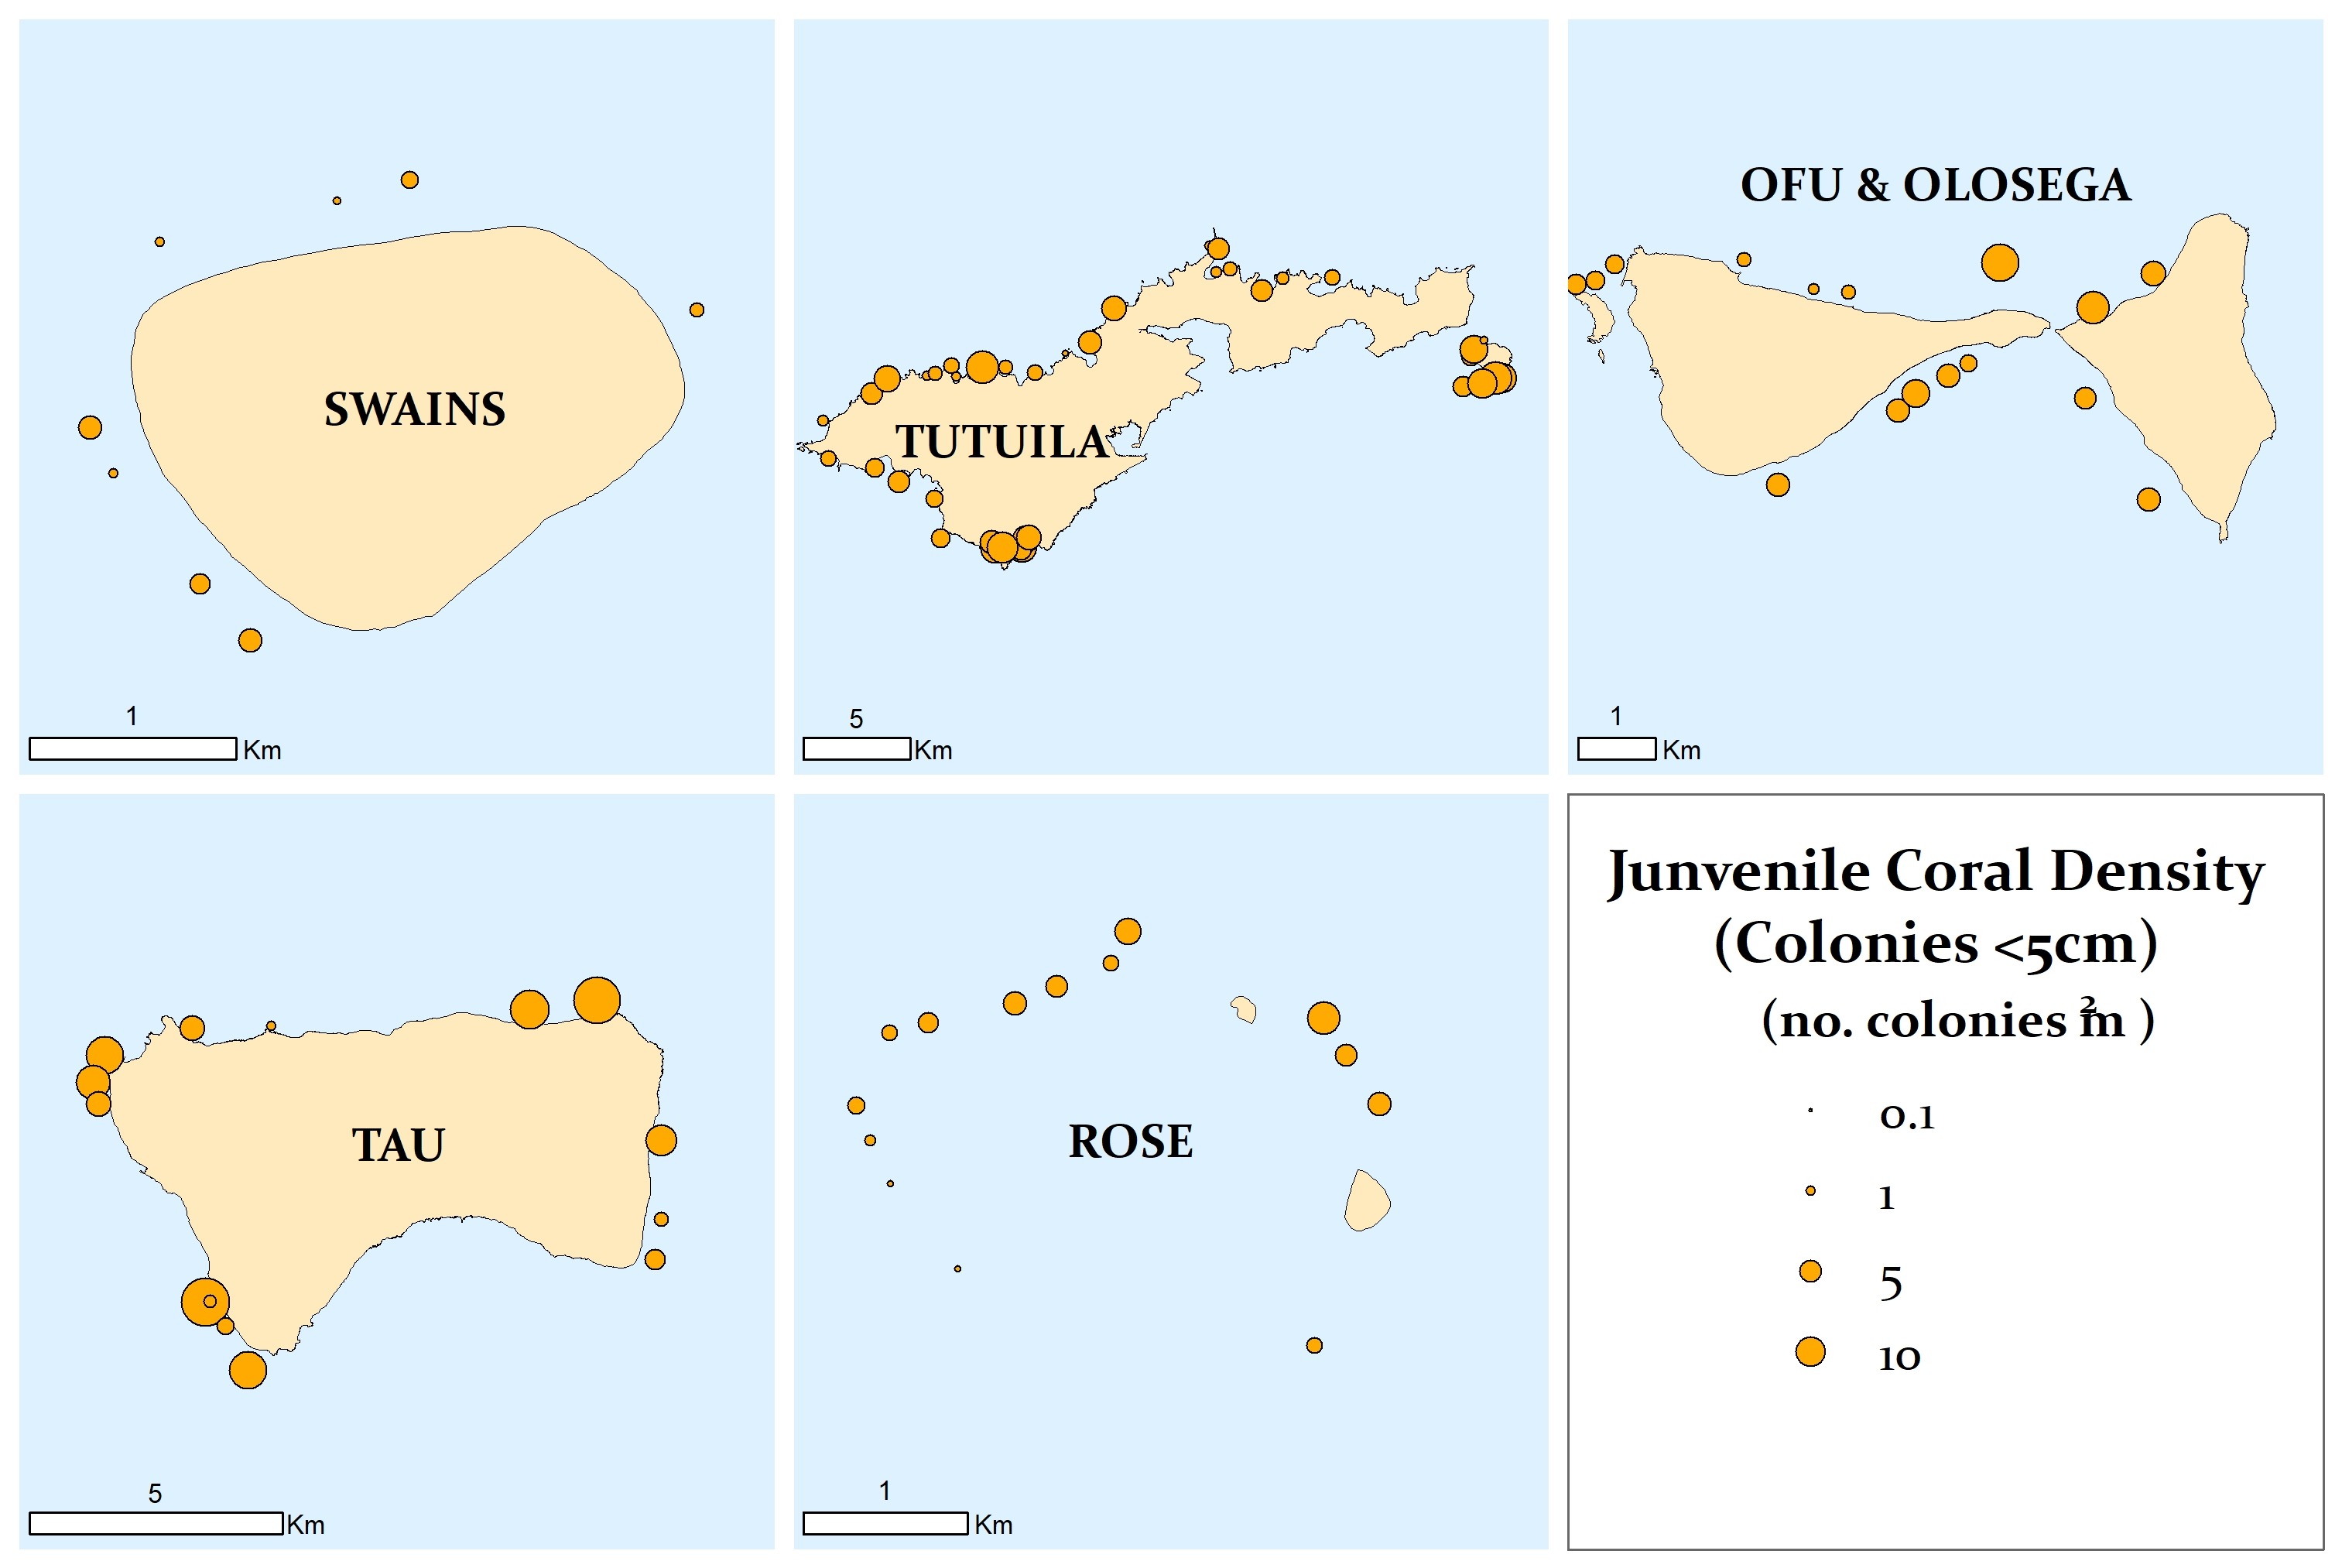 SWAINS
1
Km
TUTUILA
5
Km
OFU & OLOSEGA
1
Km
TAU
5
Km
ROSE
1
Km
Junvenile Coral Density
(Colonies <5cm)
(no. colonies m²)
0.1
1
5
10